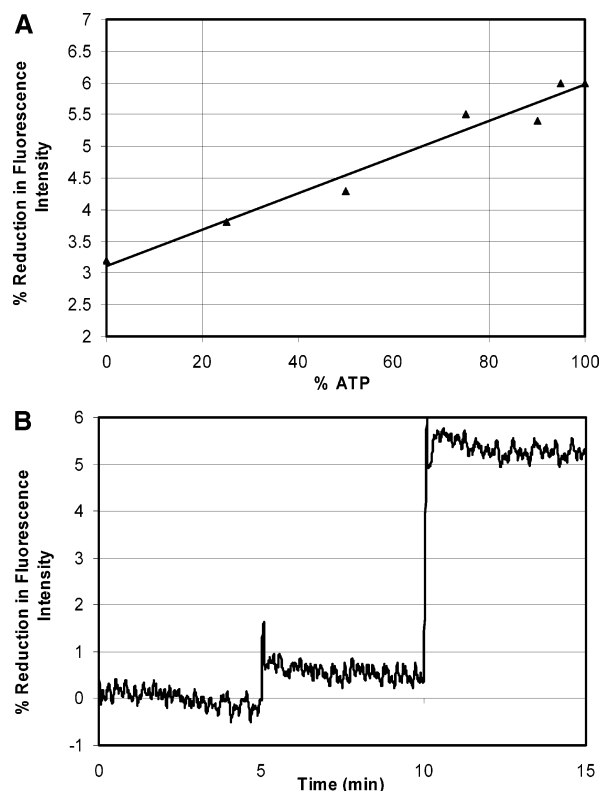 A
% Reduction in Fluorescence
Intensity
7
6.5
6
5.5
5
4.5
4
3.5
3
2.5
2
0 20 40 60 80 100
% ATP
B
% Reduction in Fluorescence
Intensity
6
5
4
3
2
1
0
-1
0 5 10 15
Time (min)